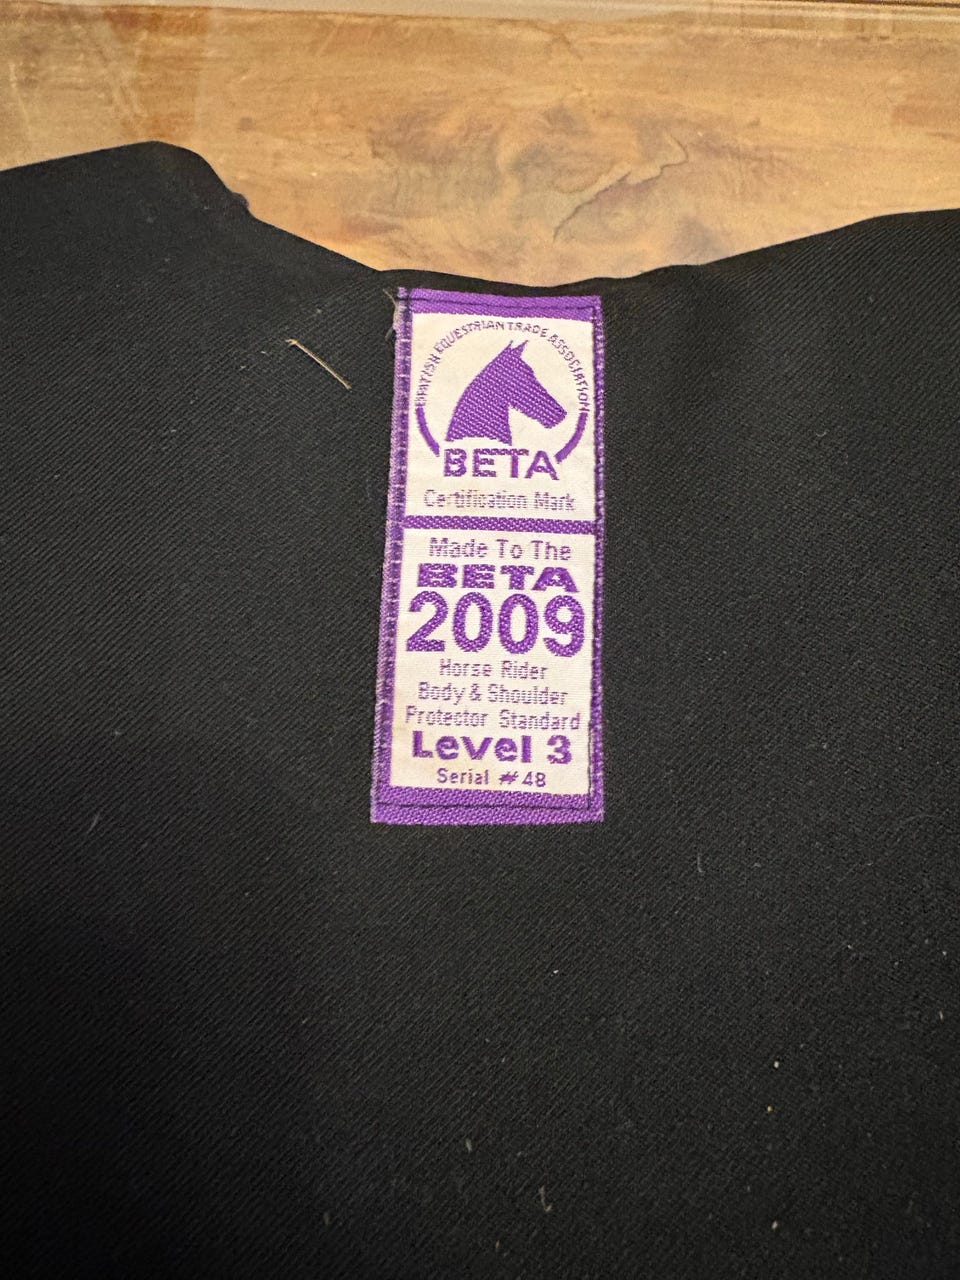 BRITISH EQUESTRIAN TRADE ASSOCIATION
BETA
Certification Mark
Made To The
BETA
2009
Horse Rider
Body & Shoulder
Protector Standard
Level 3
Serial # 48